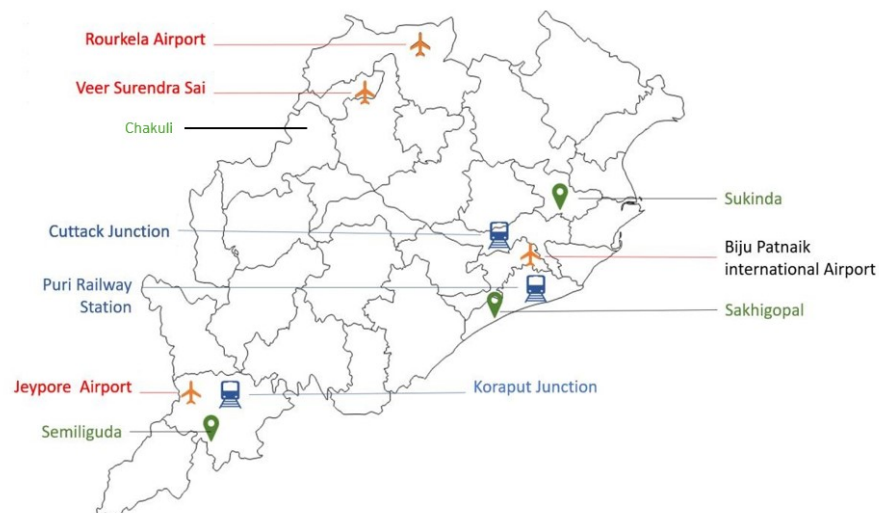 Rourkela Airport
Veer Surendra Sai
Chakuli
Sukinda
Cuttack Junction
Biju Patnaik
international Airport
Puri Railway
Station
Sakhigopal
Jeypore Airport
Koraput Junction
Semiliguda